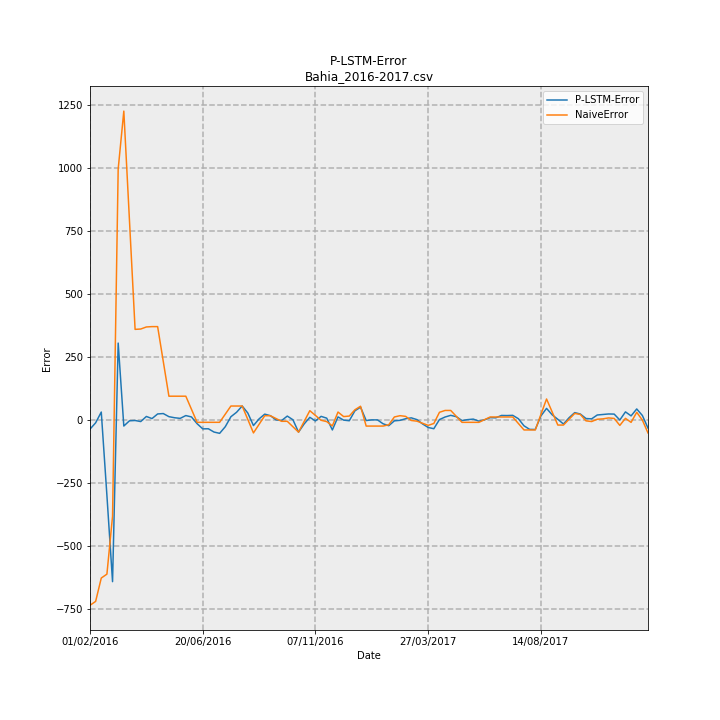 P-LSTM-Error
Bahia_2016-2017.csv
P-LSTM-Error
NaiveError
1250
1000
750
500
250
0
−250
−500
−750
Error
01/02/2016
20/06/2016
07/11/2016
27/03/2017
14/08/2017
Date